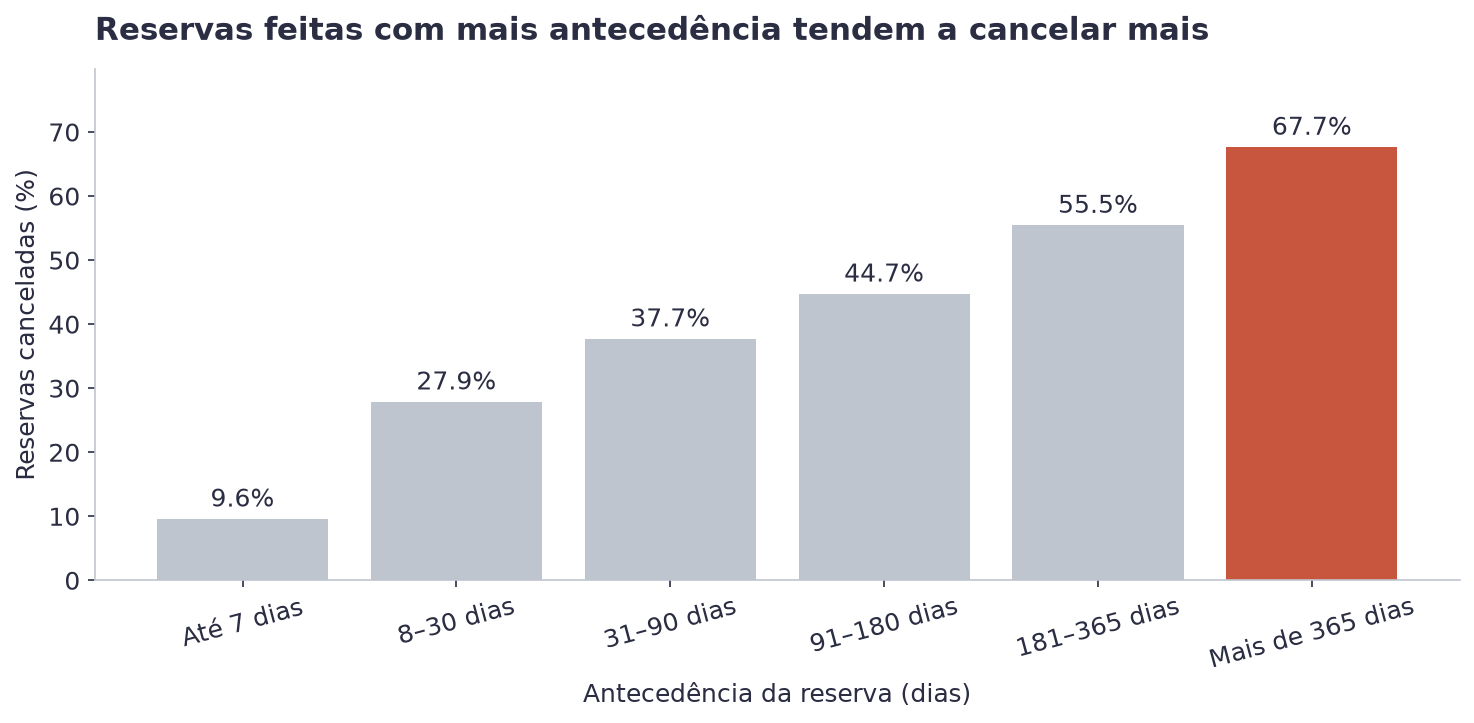 Reservas feitas com mais antecedência tendem a cancelar mais
Reservas canceladas (%)
70
60
50
40
30
20
10
0
9.6%
27.9%
37.7%
44.7%
55.5%
67.7%
Até 7 dias
8–30 dias
31–90 dias
91–180 dias
181–365 dias
Mais de 365 dias
Antecedência da reserva (dias)